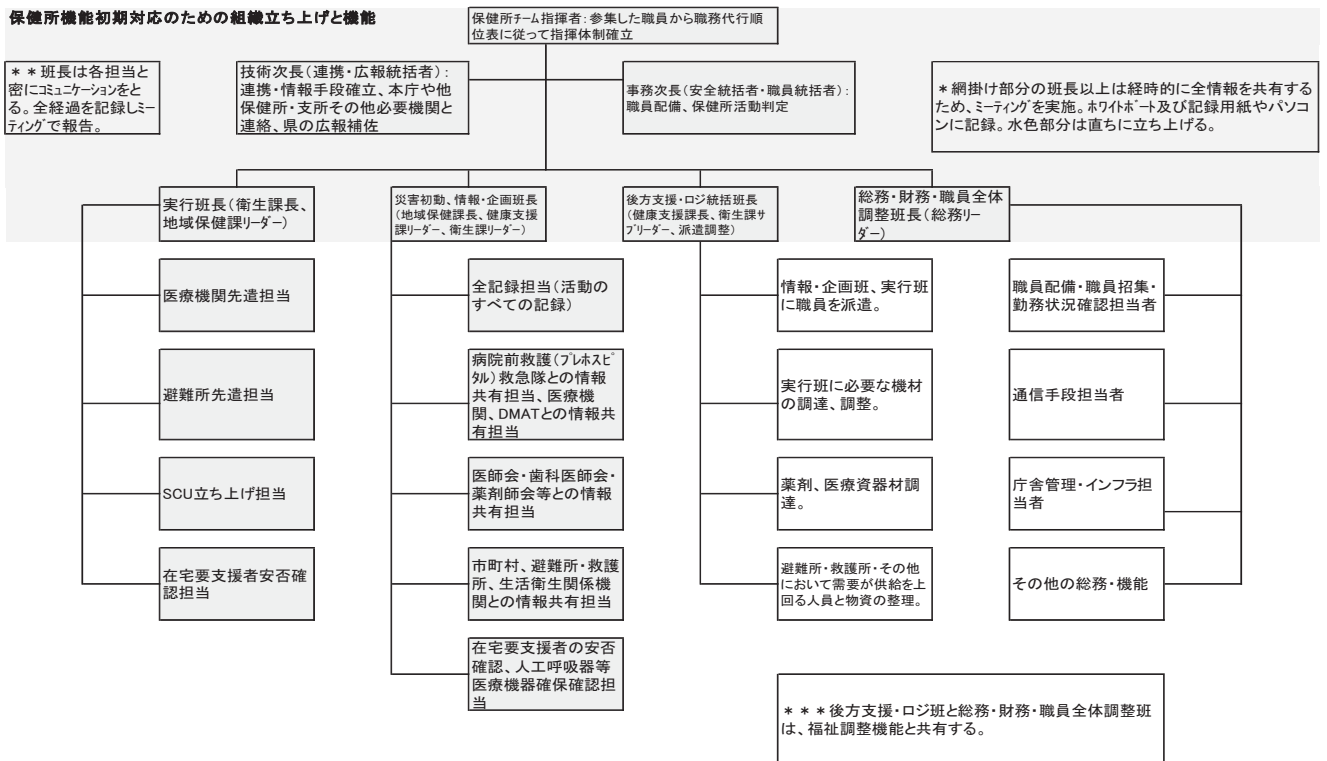 保健所機能初期対応のための組織立ち上げと機能
保健所チーム指揮者：参集した職員から職務代行順
位表に従って指揮体制確立
＊＊班長は各担当と
密にコミュニケーションをと
る。全経過を記録しミー
ティングで報告。
技術次長（連携・広報統括者）：
連携・情報手段確立、本庁や他
保健所・支所その他必要機関と
連絡、県の広報補佐
事務次長（安全統括者・職員統括者）：
職員配備、保健所活動判定
＊網掛け部分の班長以上は経時的に全情報を共有する
ため、ミーティングを実施。ホワイトボート及び記録用紙やパソコ
ンに記録。水色部分は直ちに立ち上げる。
実行班長（衛生課長、
地域保健課リーダー）
災害初動、情報・企画班長
（地域保健課長、健康支援
課リーダー、衛生課リーダー）
後方支援・ロジ統括班長
（健康支援課長、衛生課サ
ブリーダー、派遣調整）
総務・財務・職員全体
調整班長（総務リー
ダー）
医療機関先遣担当
避難所先遣担当
SCU立ち上げ担当
在宅要支援者安否確
認担当
全記録担当（活動の
すべての記録）
病院前救護（プレホスピ
タル）救急隊との情報
共有担当、医療機
関、DMATとの情報共
有担当
医師会・歯科医師会・
薬剤師会等との情報
共有担当
市町村、避難所・救護
所、生活衛生関係機
関との情報共有担当
在宅要支援者の安否
確認、人工呼吸器等
医療機器確保確認担
当
情報・企画班、実行班
に職員を派遣。
実行班に必要な機材
の調達、調整。
薬剤、医療資器材調
達。
避難所・救護所・その他
において需要が供給を上
回る人員と物資の整理。
職員配備・職員招集・
勤務状況確認担当者
通信手段担当者
庁舎管理・インフラ担
当者
その他の総務・機能
＊＊＊後方支援・ロジ班と総務・財務・職員全体調整班
は、福祉調整機能と共有する。